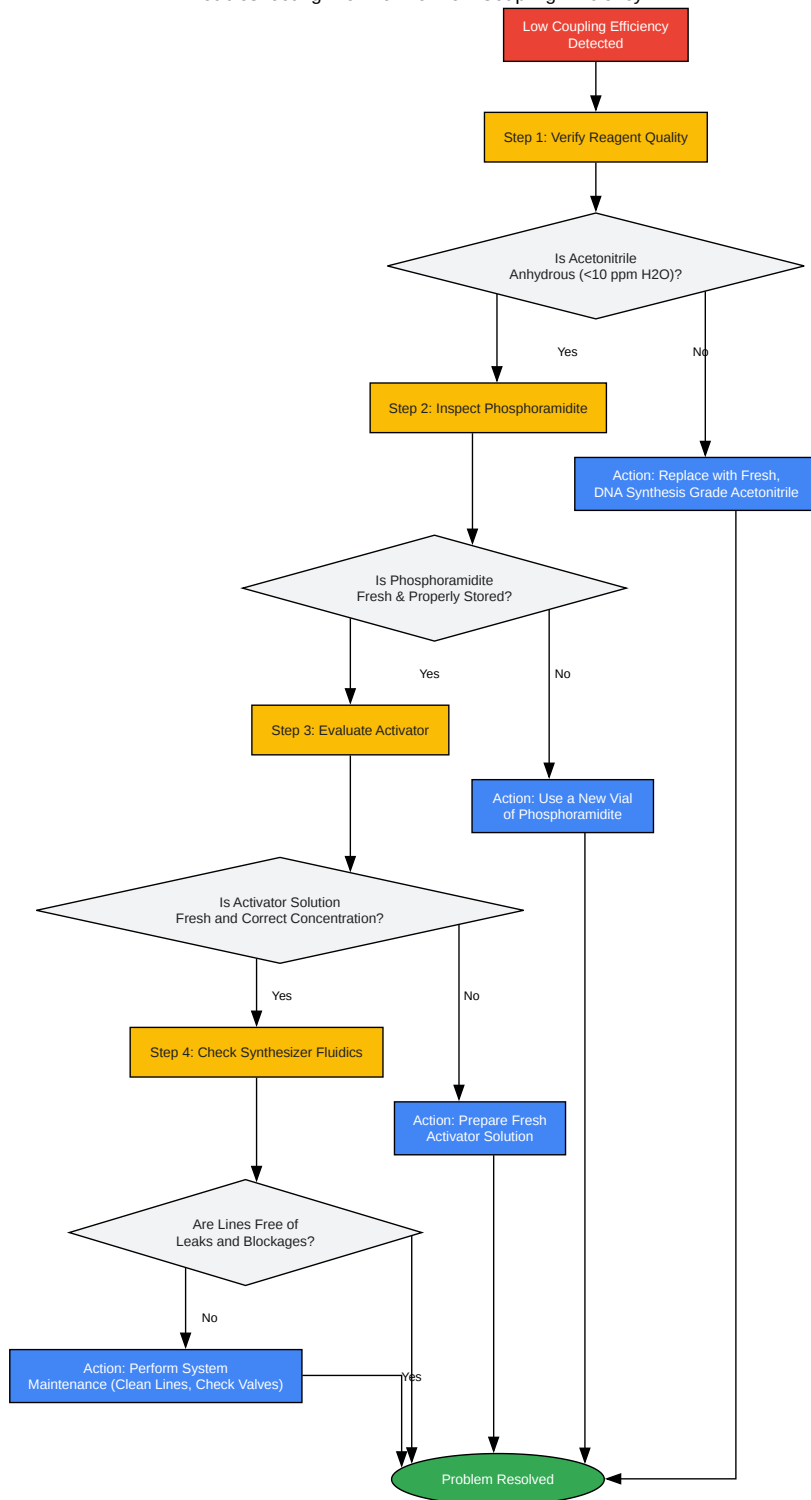 Low Coupling Efficiency
Detected
Step 1: Verify Reagent Quality
Is Acetonitrile
Anhydrous (<10 ppm H2O)?
Yes
No
Step 2: Inspect Phosphoramidite
Action: Replace with Fresh,
DNA Synthesis Grade Acetonitrile
Is Phosphoramidite
Fresh & Properly Stored?
Yes
No
Step 3: Evaluate Activator
Action: Use a New Vial
of Phosphoramidite
Is Activator Solution
Fresh and Correct Concentration?
Yes
No
Step 4: Check Synthesizer Fluidics
Action: Prepare Fresh
Activator Solution
Are Lines Free of
Leaks and Blockages?
No
Action: Perform System
Maintenance (Clean Lines, Check Valves)
Yes
Problem Resolved